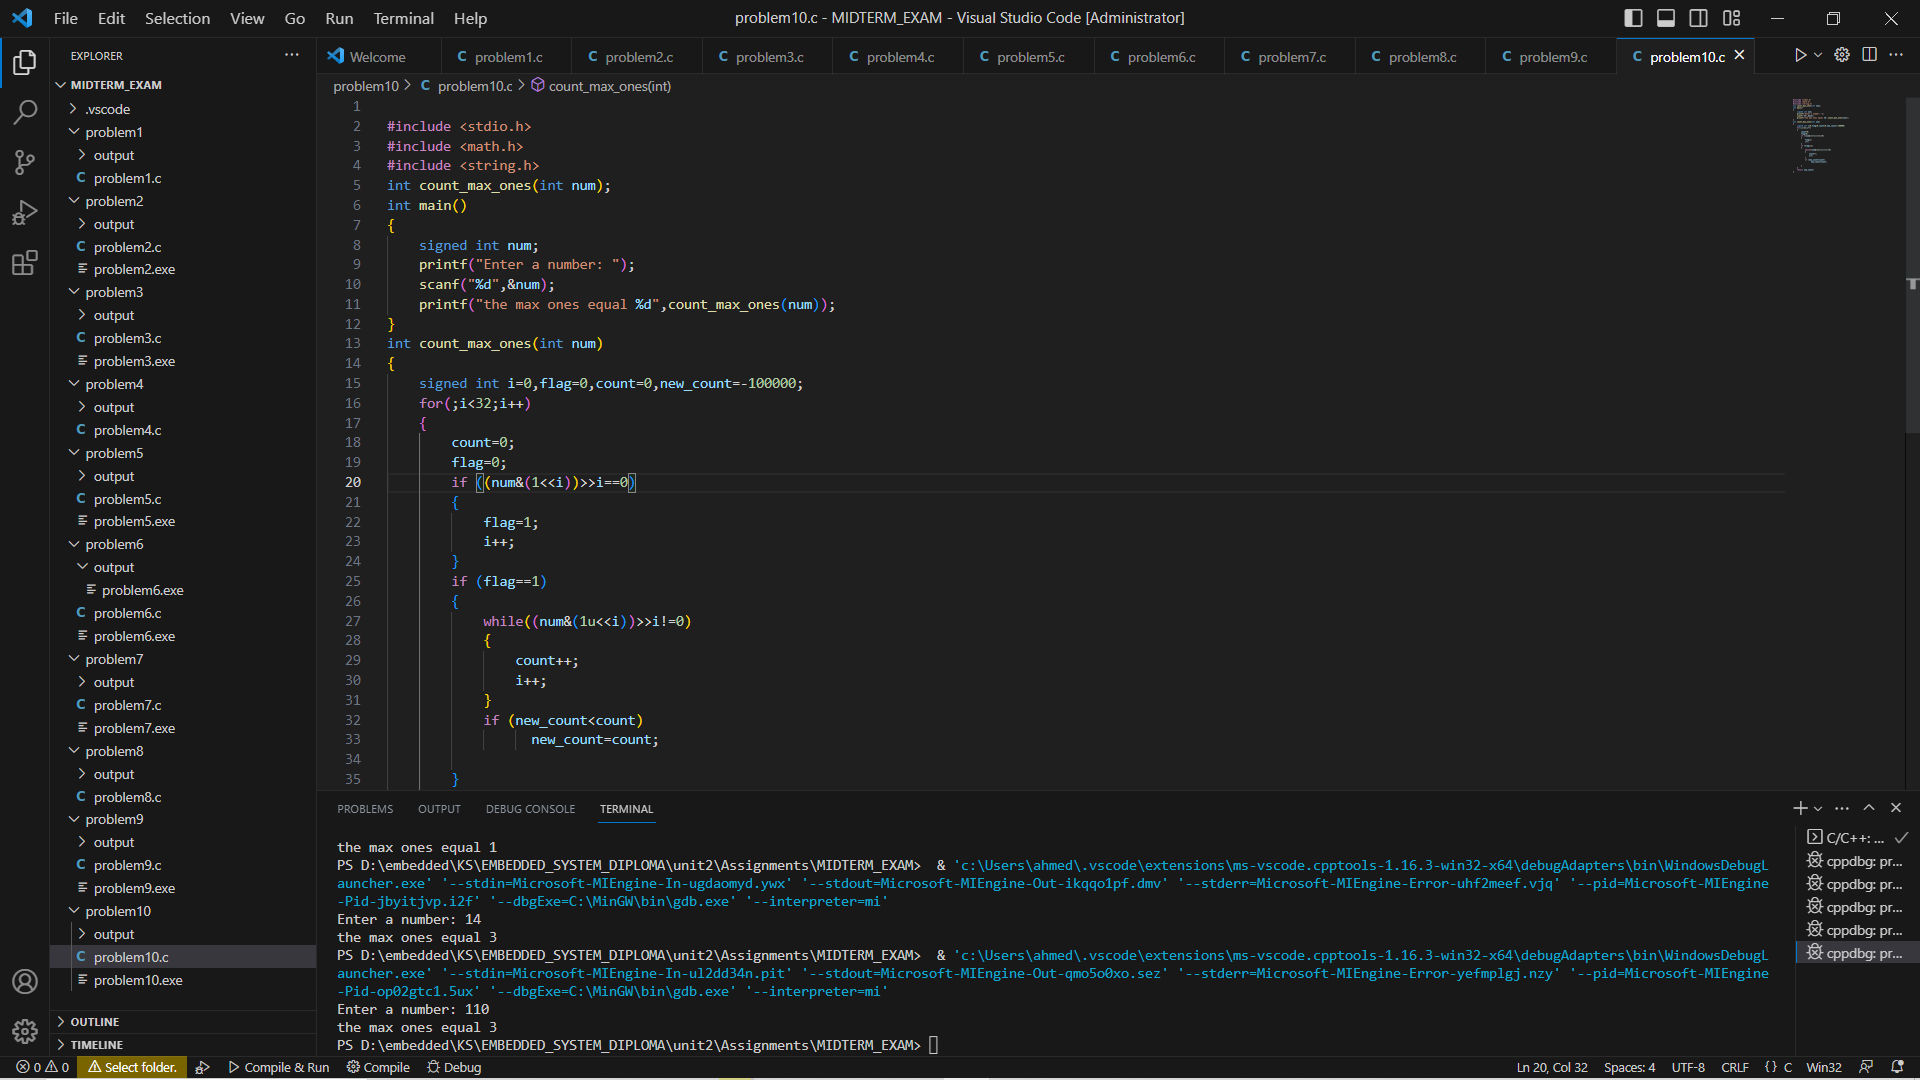 File Edit Selection View Go Run Terminal Help
problem10.c - MIDTERM_EXAM - Visual Studio Code [Administrator]
EXPLORER
MIDTERM_EXAM
.vscode
problem1
output
problem1.c
problem2
output
problem2.c
problem2.exe
problem3
output
problem3.c
problem3.exe
problem4
output
problem4.c
problem5
output
problem5.c
problem5.exe
problem6
output
problem6.exe
problem6.c
problem6.exe
problem7
output
problem7.c
problem7.exe
problem8
output
problem8.c
problem9
output
problem9.c
problem9.exe
problem10
output
problem10.c
problem10.exe
OUTLINE
TIMELINE
Welcome problem1.c problem2.c problem3.c problem4.c problem5.c problem6.c problem7.c problem8.c problem9.c problem10.c
problem10 > C problem10.c > count_max_ones(int)
1
2 #include <stdio.h>
3 #include <math.h>
4 #include <string.h>
5 int count_max_ones(int num);
6 int main()
7 {
8 signed int num;
9 printf("Enter a number: ");
10 scanf("%d",&num);
11 printf("the max ones equal %d",count_max_ones(num));
12 }
13 int count_max_ones(int num)
14 {
15 signed int i=0,flag=0,count=0,new_count=-100000;
16 for(;i<32;i++)
17 {
18 count=0;
19 flag=0;
20 if ((num&(1<<i))>>i==0)
21 {
22 flag=1;
23 i++;
24 }
25 if (flag==1)
26 {
27 while((num&(1u<<i))>>i!=0)
28 {
29 count++;
30 i++;
31 }
32 if (new_count<count)
33 new_count=count;
34
35 }
PROBLEMS OUTPUT DEBUG CONSOLE TERMINAL
the max ones equal 1
PS D:\embedded\KS\EMBEDDED_SYSTEM_DIPLOMA\unit2\Assignments\MIDTERM_EXAM> & 'c:\Users\ahmed\.vscode\extensions\ms-vscode.cpptools-1.16.3-win32-x64\debugAdapters\bin\WindowsDebugL
auncher.exe' '--stdin=Microsoft-MIEngine-In-ugdaomyd.ywx' '--stdout=Microsoft-MIEngine-Out-ikqqo1pf.dmv' '--stderr=Microsoft-MIEngine-Error-uhf2meef.vjq' '--pid=Microsoft-MIEngine
-Pid-jbyitjvp.i2f' '--dbgExe=C:\MinGW\bin\gdb.exe' '--interpreter=mi'
Enter a number: 14
the max ones equal 3
PS D:\embedded\KS\EMBEDDED_SYSTEM_DIPLOMA\unit2\Assignments\MIDTERM_EXAM> & 'c:\Users\ahmed\.vscode\extensions\ms-vscode.cpptools-1.16.3-win32-x64\debugAdapters\bin\WindowsDebugL
auncher.exe' '--stdin=Microsoft-MIEngine-In-ul2dd34n.pit' '--stdout=Microsoft-MIEngine-Out-qmo5o0xo.sez' '--stderr=Microsoft-MIEngine-Error-yefmplgj.nzy' '--pid=Microsoft-MIEngine
-Pid-op02gtc1.5ux' '--dbgExe=C:\MinGW\bin\gdb.exe' '--interpreter=mi'
Enter a number: 110
the max ones equal 3
PS D:\embedded\KS\EMBEDDED_SYSTEM_DIPLOMA\unit2\Assignments\MIDTERM_EXAM>
C/C++: ...
cppdbg: pr...
cppdbg: pr...
cppdbg: pr...
cppdbg: pr...
cppdbg: pr...
0 0 Select folder. Compile & Run Compile Debug Ln 20, Col 32 Spaces: 4 UTF-8 CRLF {} C Win32